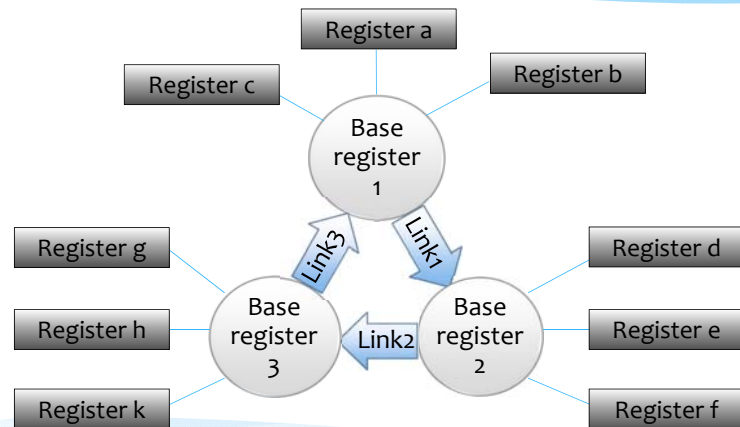 Register a
Register b
Register c
Base
register
1
Link3
Link1
Register g
Register d
Base
register
3
Base
register
2
Register h
Link2
Register e
Register k
Register f